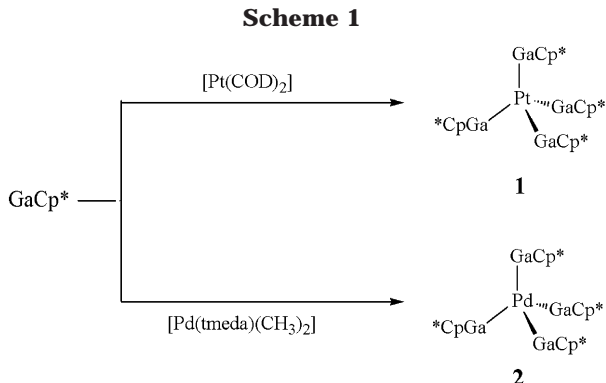 Scheme 1
GaCp*
[Pt(COD)₂]
Pt
GaCp*
*CpGa
GaCp*
1
GaCp*
GaCp*
[Pd(tmeda)(CH₃)₂]
Pd
GaCp*
*CpGa
GaCp*
2